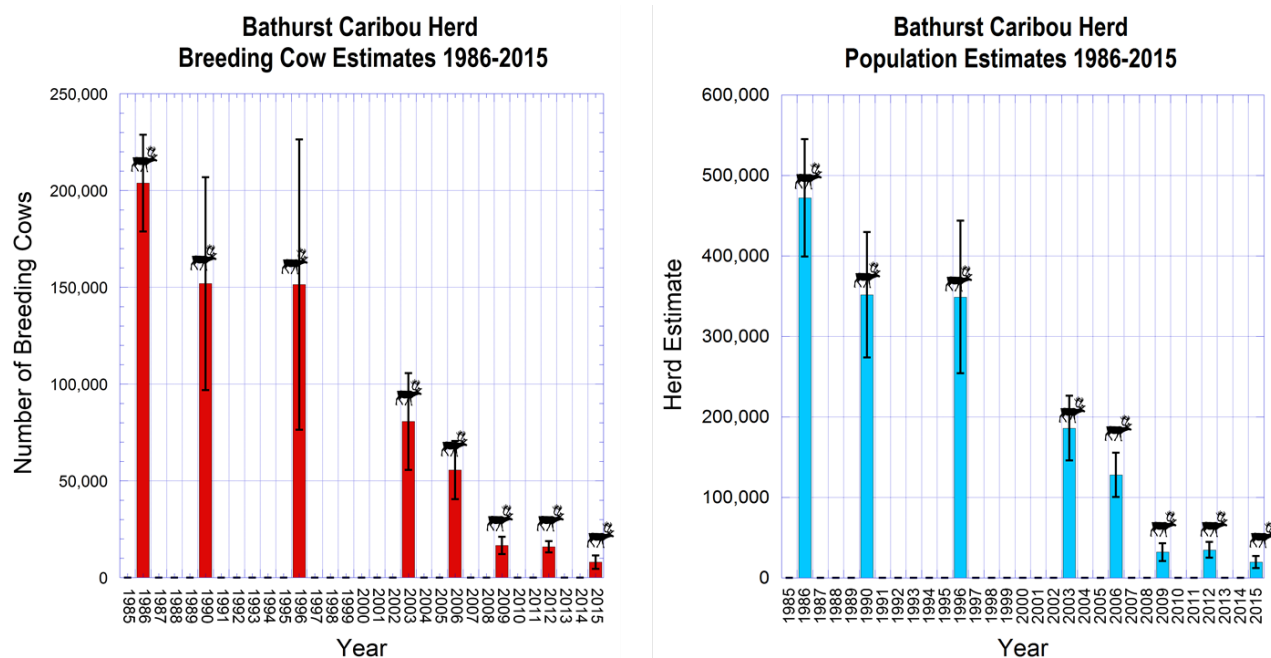 Bathurst Caribou Herd
Breeding Cow Estimates 1986-2015
Number of Breeding Cows
250,000
200,000
150,000
100,000
50,000
0
1985 1986 1987 1988 1989 1990 1991 1992 1993 1994 1995 1996 1997 1998 1999 2000 2001 2002 2003 2004 2005 2006 2007 2008 2009 2010 2011 2012 2013 2014 2015
Year
Bathurst Caribou Herd
Population Estimates 1986-2015
Herd Estimate
600,000
500,000
400,000
300,000
200,000
100,000
0
1985 1986 1987 1988 1989 1990 1991 1992 1993 1994 1995 1996 1997 1998 1999 2000 2001 2002 2003 2004 2005 2006 2007 2008 2009 2010 2011 2012 2013 2014 2015
Year